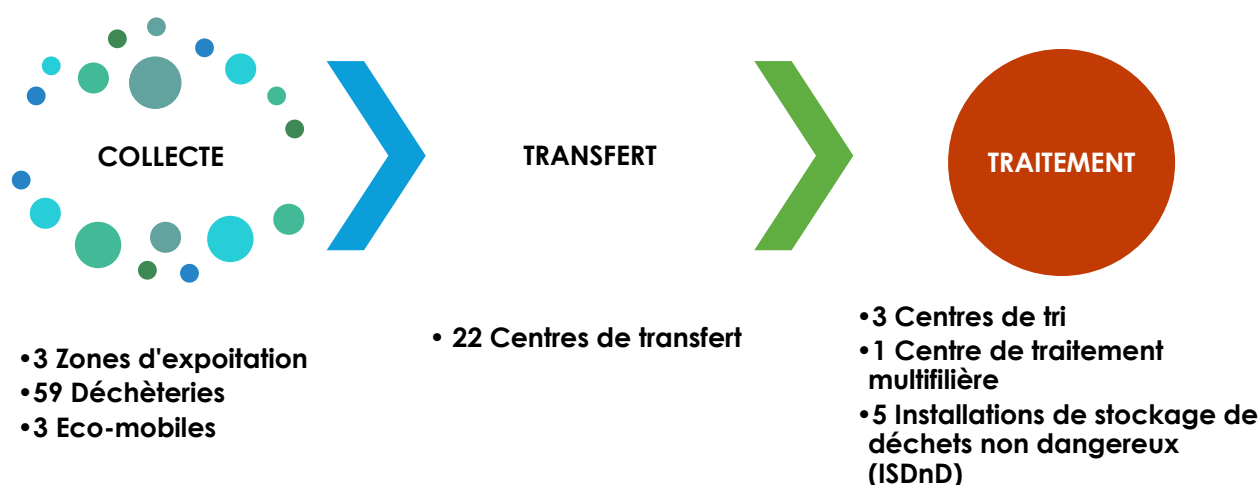 COLLECTE
TRANSFERT
TRAITEMENT
•3 Zones d'expoitation
•59 Déchèteries
•3 Eco-mobiles
• 22 Centres de transfert
•3 Centres de tri
•1 Centre de traitement
multifilière
•5 Installations de stockage de
déchets non dangereux
(ISDnD)